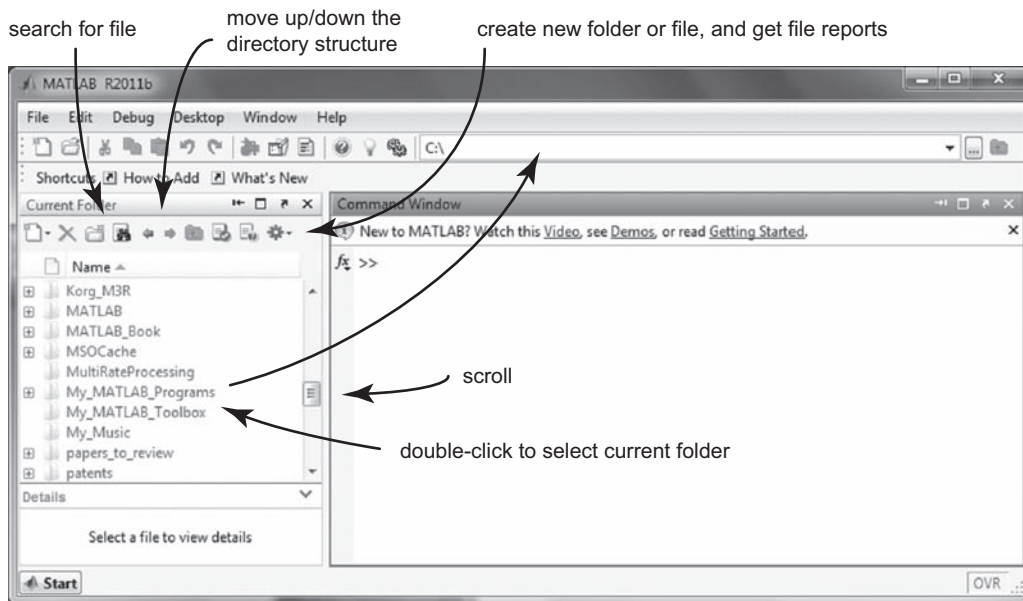 search for file
move up/down the
directory structure
create new folder or file, and get file reports
MATLAB R2011b
File Edit Debug Desktop Window Help
C:\
Shortcuts How to Add What's New
Current Folder
Command Window
New to MATLAB? Watch this Video, see Demos, or read Getting Started.
Name
fx >>
Korg_M3R
MATLAB
MATLAB_Book
MSOCache
MultiRateProcessing
My_MATLAB_Programs
My_MATLAB_Toolbox
My_Music
papers_to_review
patents
scroll
double-click to select current folder
Details
Select a file to view details
Start
OVR